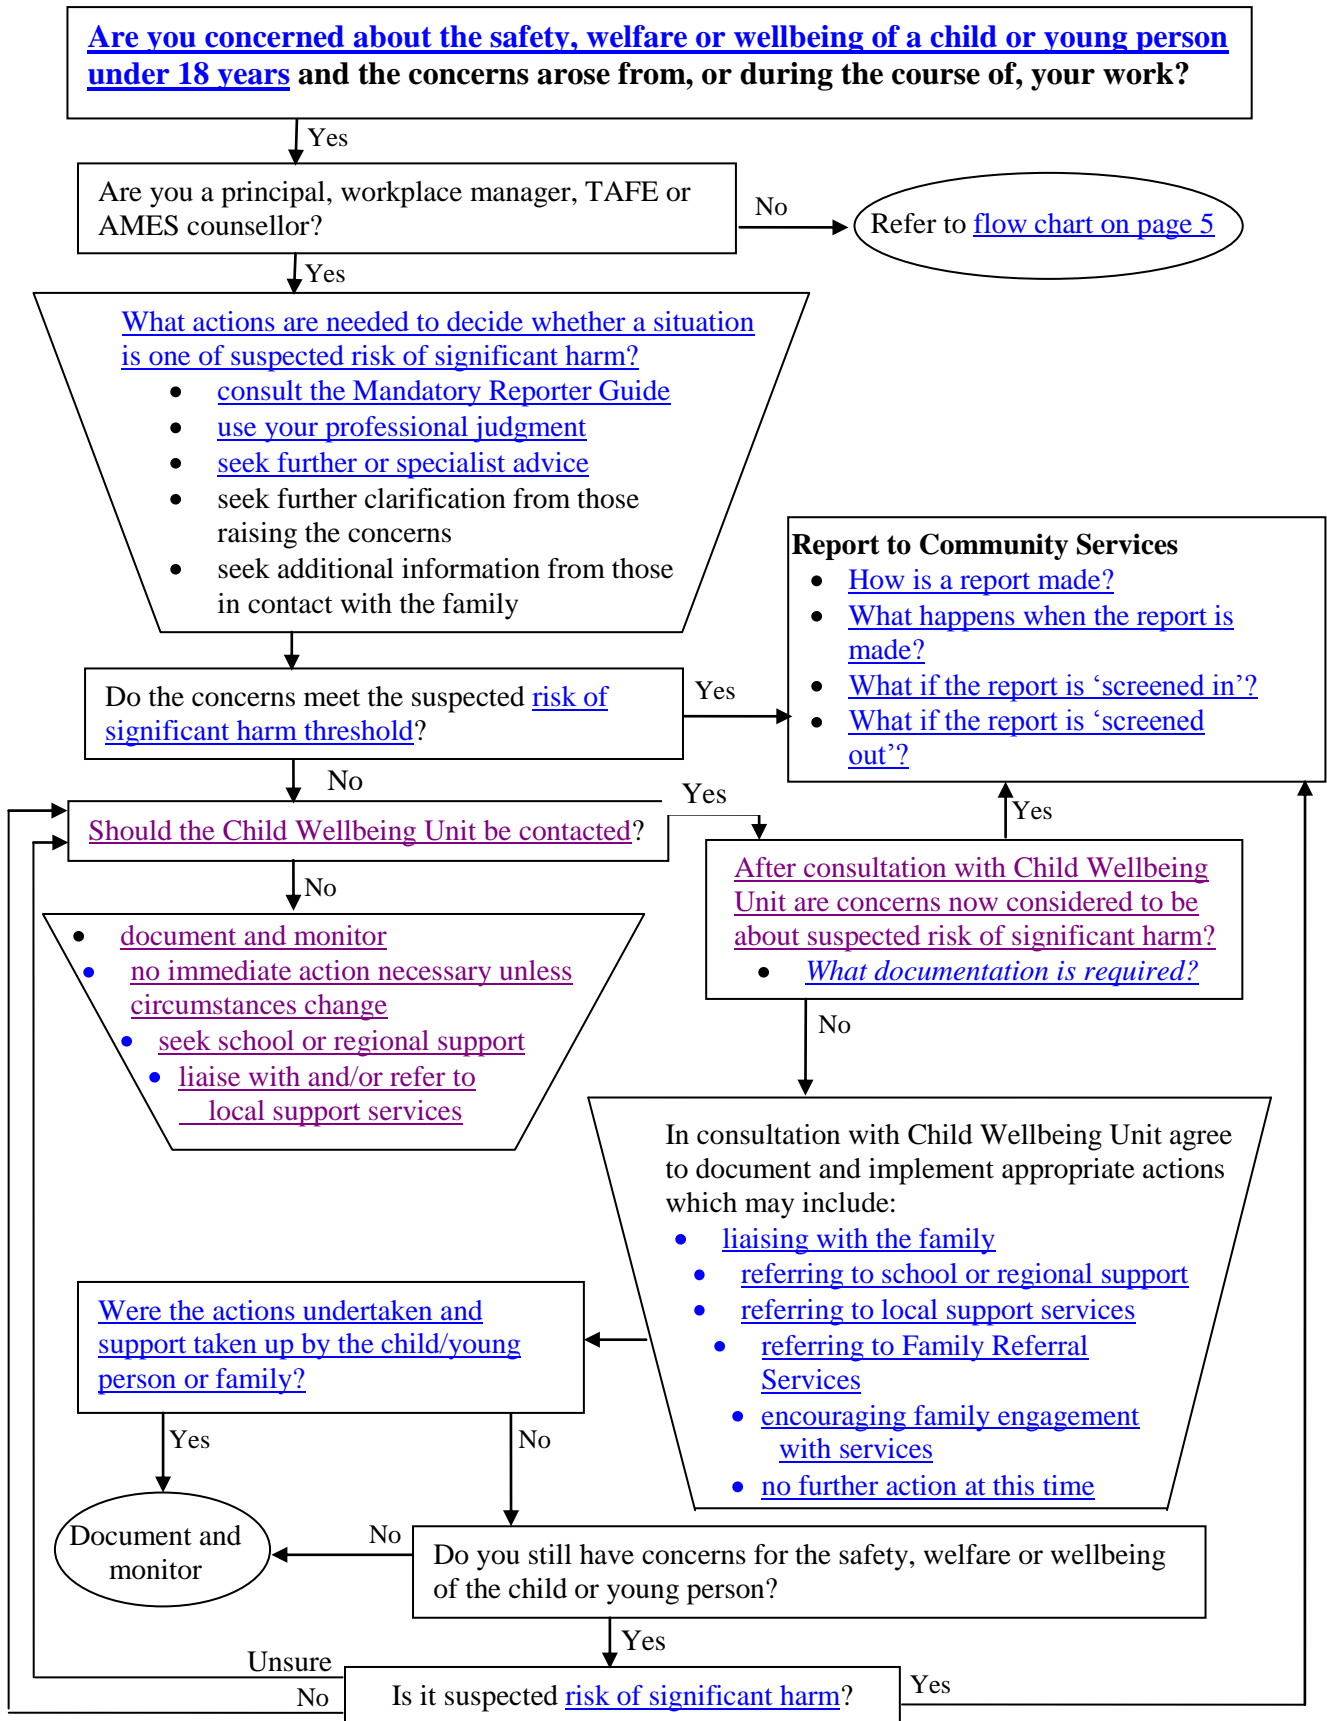 Are you concerned about the safety, welfare or wellbeing of a child or young person
under 18 years and the concerns arose from, or during the course of, your work?
Yes
Are you a principal, workplace manager, TAFE or
AMES counsellor?
No
Refer to flow chart on page 5
Yes
What actions are needed to decide whether a situation
is one of suspected risk of significant harm?
• consult the Mandatory Reporter Guide
• use your professional judgment
• seek further or specialist advice
• seek further clarification from those
raising the concerns
• seek additional information from those
in contact with the family
Report to Community Services
• How is a report made?
• What happens when the report is
made?
• What if the report is ‘screened in’?
• What if the report is ‘screened
out’?
Do the concerns meet the suspected risk of
significant harm threshold?
Yes
No
Should the Child Wellbeing Unit be contacted?
Yes
Yes
No
After consultation with Child Wellbeing
Unit are concerns now considered to be
about suspected risk of significant harm?
• What documentation is required?
• document and monitor
• no immediate action necessary unless
circumstances change
• seek school or regional support
• liaise with and/or refer to
local support services
No
In consultation with Child Wellbeing Unit agree
to document and implement appropriate actions
which may include:
• liaising with the family
• referring to school or regional support
• referring to local support services
• referring to Family Referral
Services
• encouraging family engagement
with services
• no further action at this time
Were the actions undertaken and
support taken up by the child/young
person or family?
Yes
No
Document and
monitor
No
Do you still have concerns for the safety, welfare or wellbeing
of the child or young person?
Yes
Unsure
No
Is it suspected risk of significant harm?
Yes